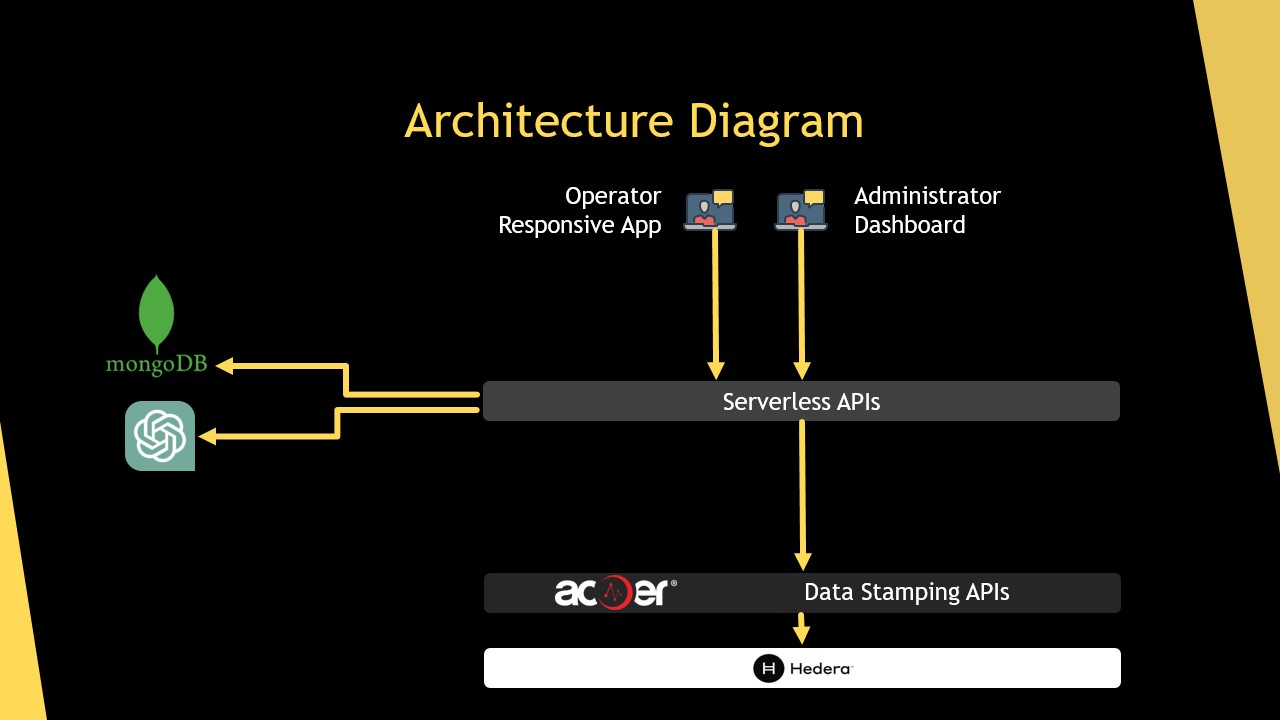 Architecture Diagram
Operator
Responsive App
Administrator
Dashboard
mongoDB
Serverless APIs
acoer®
Data Stamping APIs
Hedera